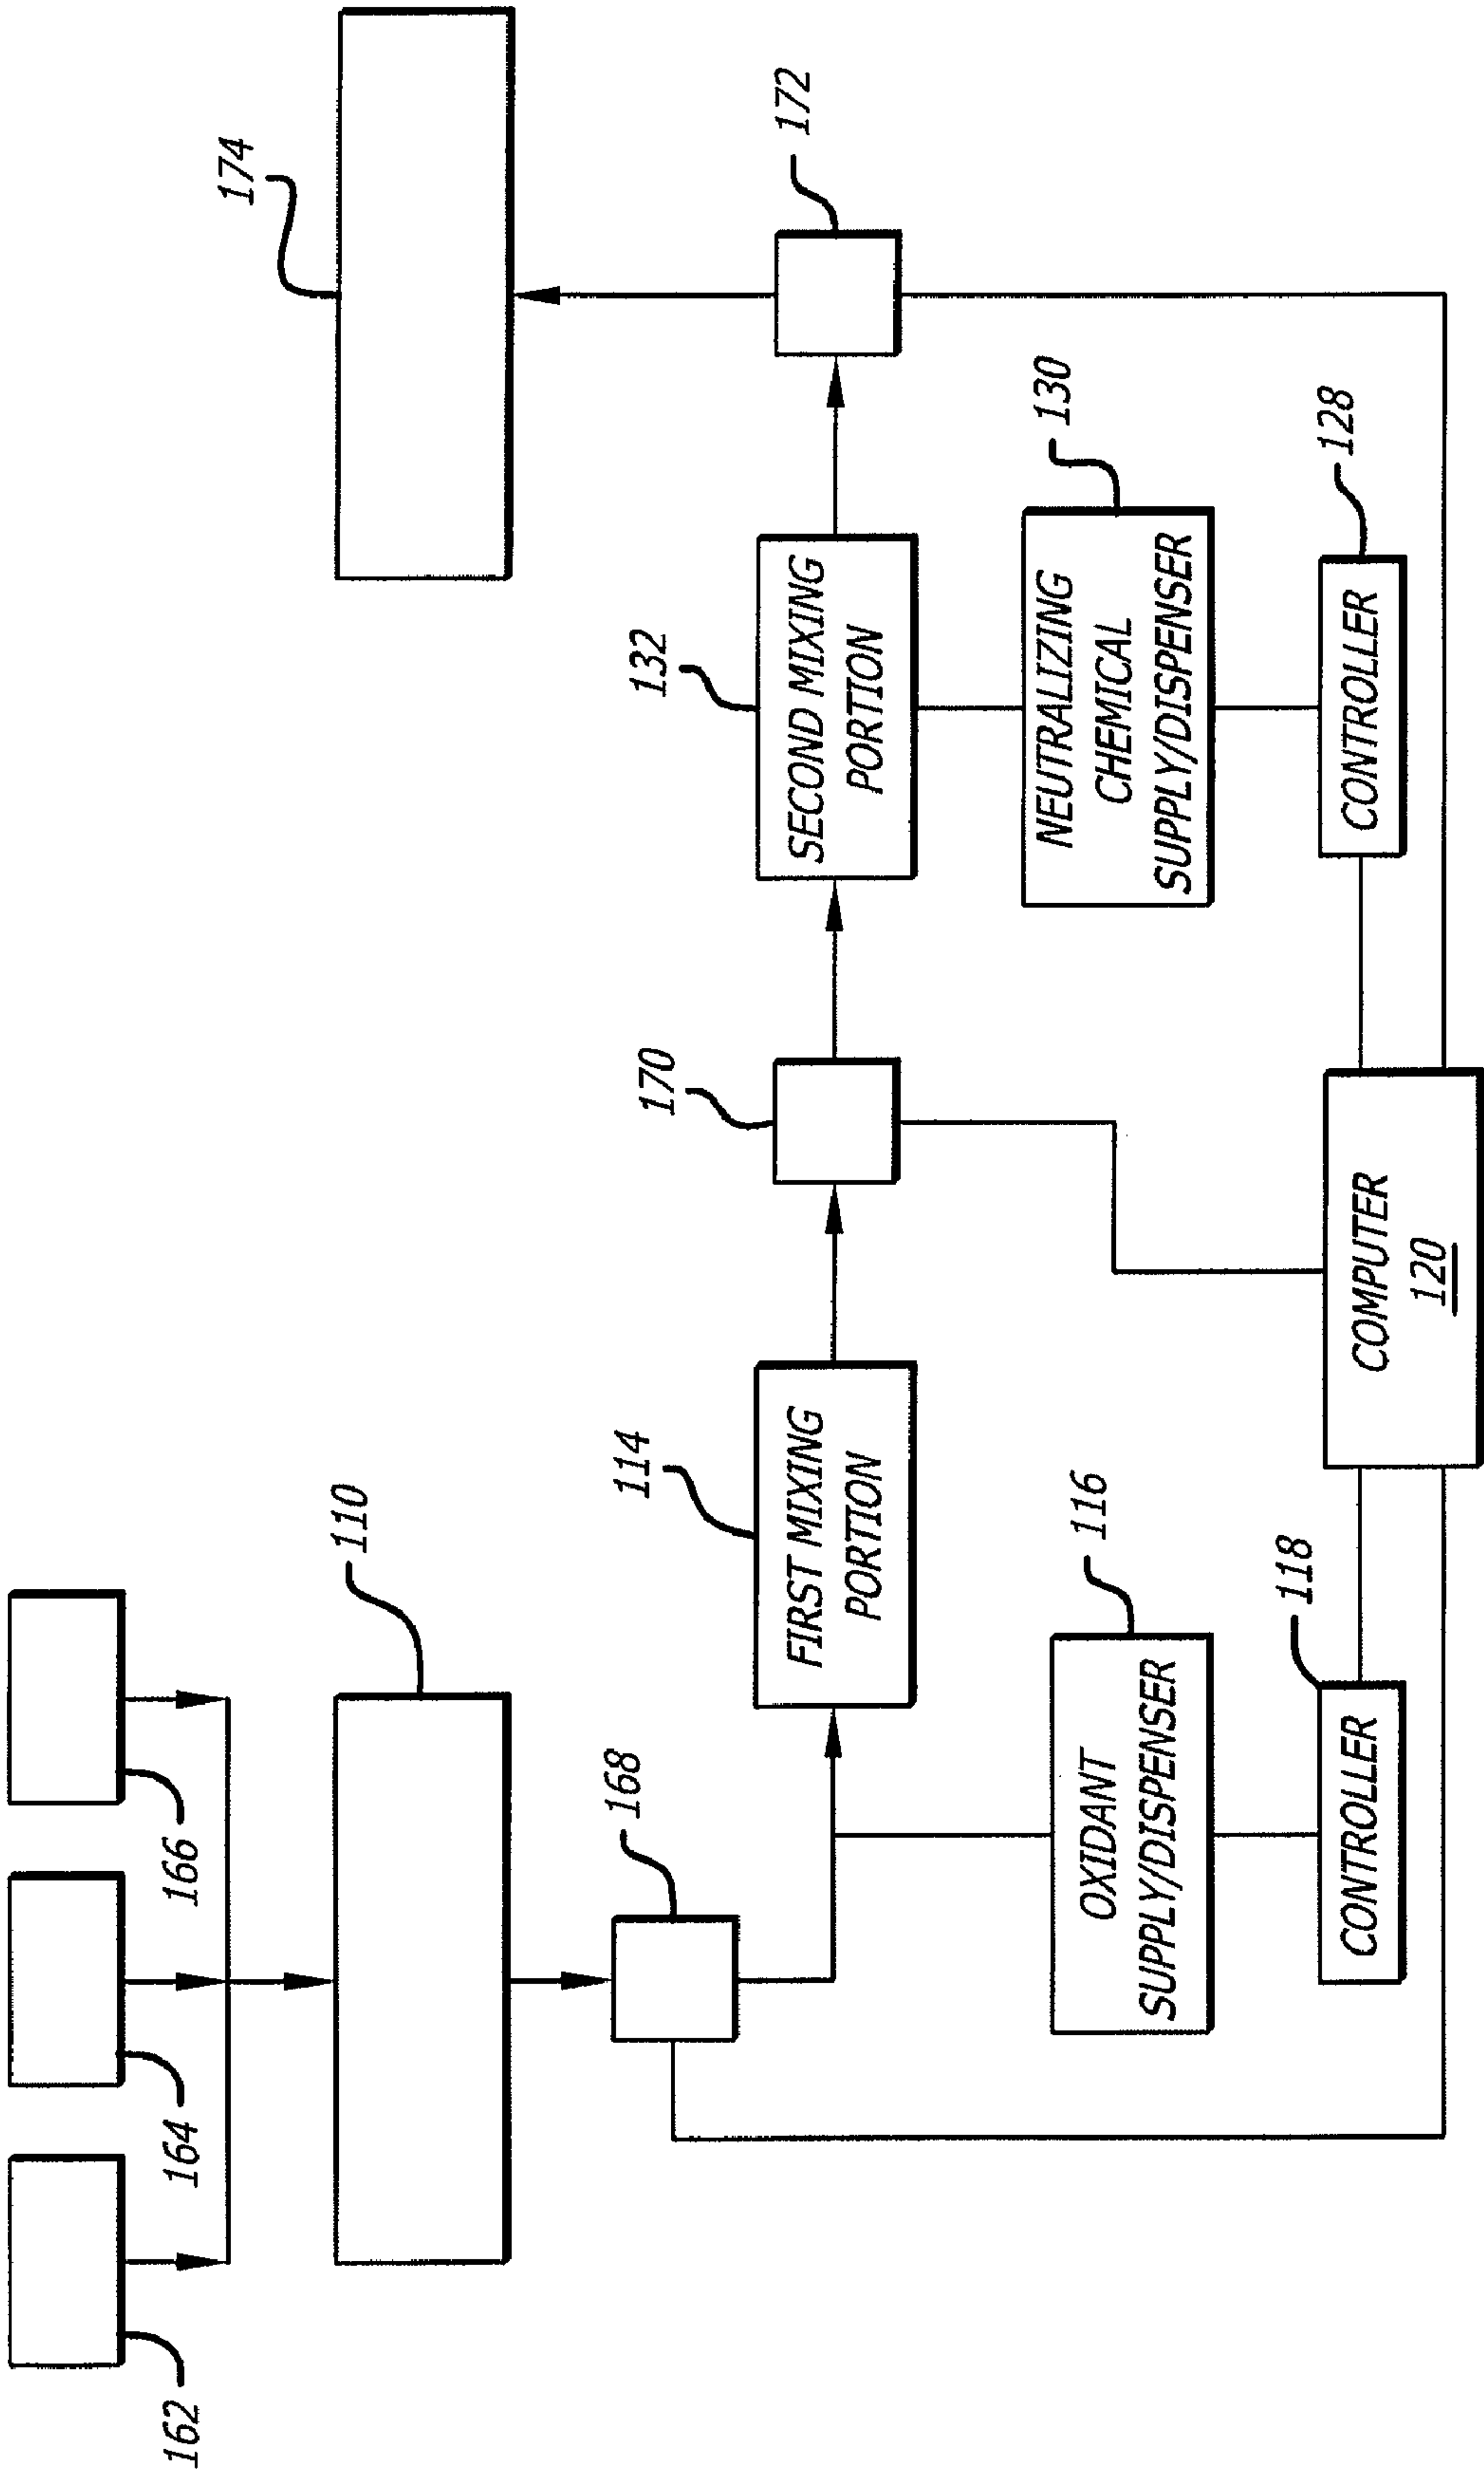 162
164
166
110
168
114
FIRST MIXING
PORTION
170
132
SECOND MIXING
PORTION
172
174
116
OXIDANT
SUPPLY/DISPENSER
118
CONTROLLER
COMPUTER
120
130
NEUTRALIZING
CHEMICAL
SUPPLY/DISPENSER
128
CONTROLLER